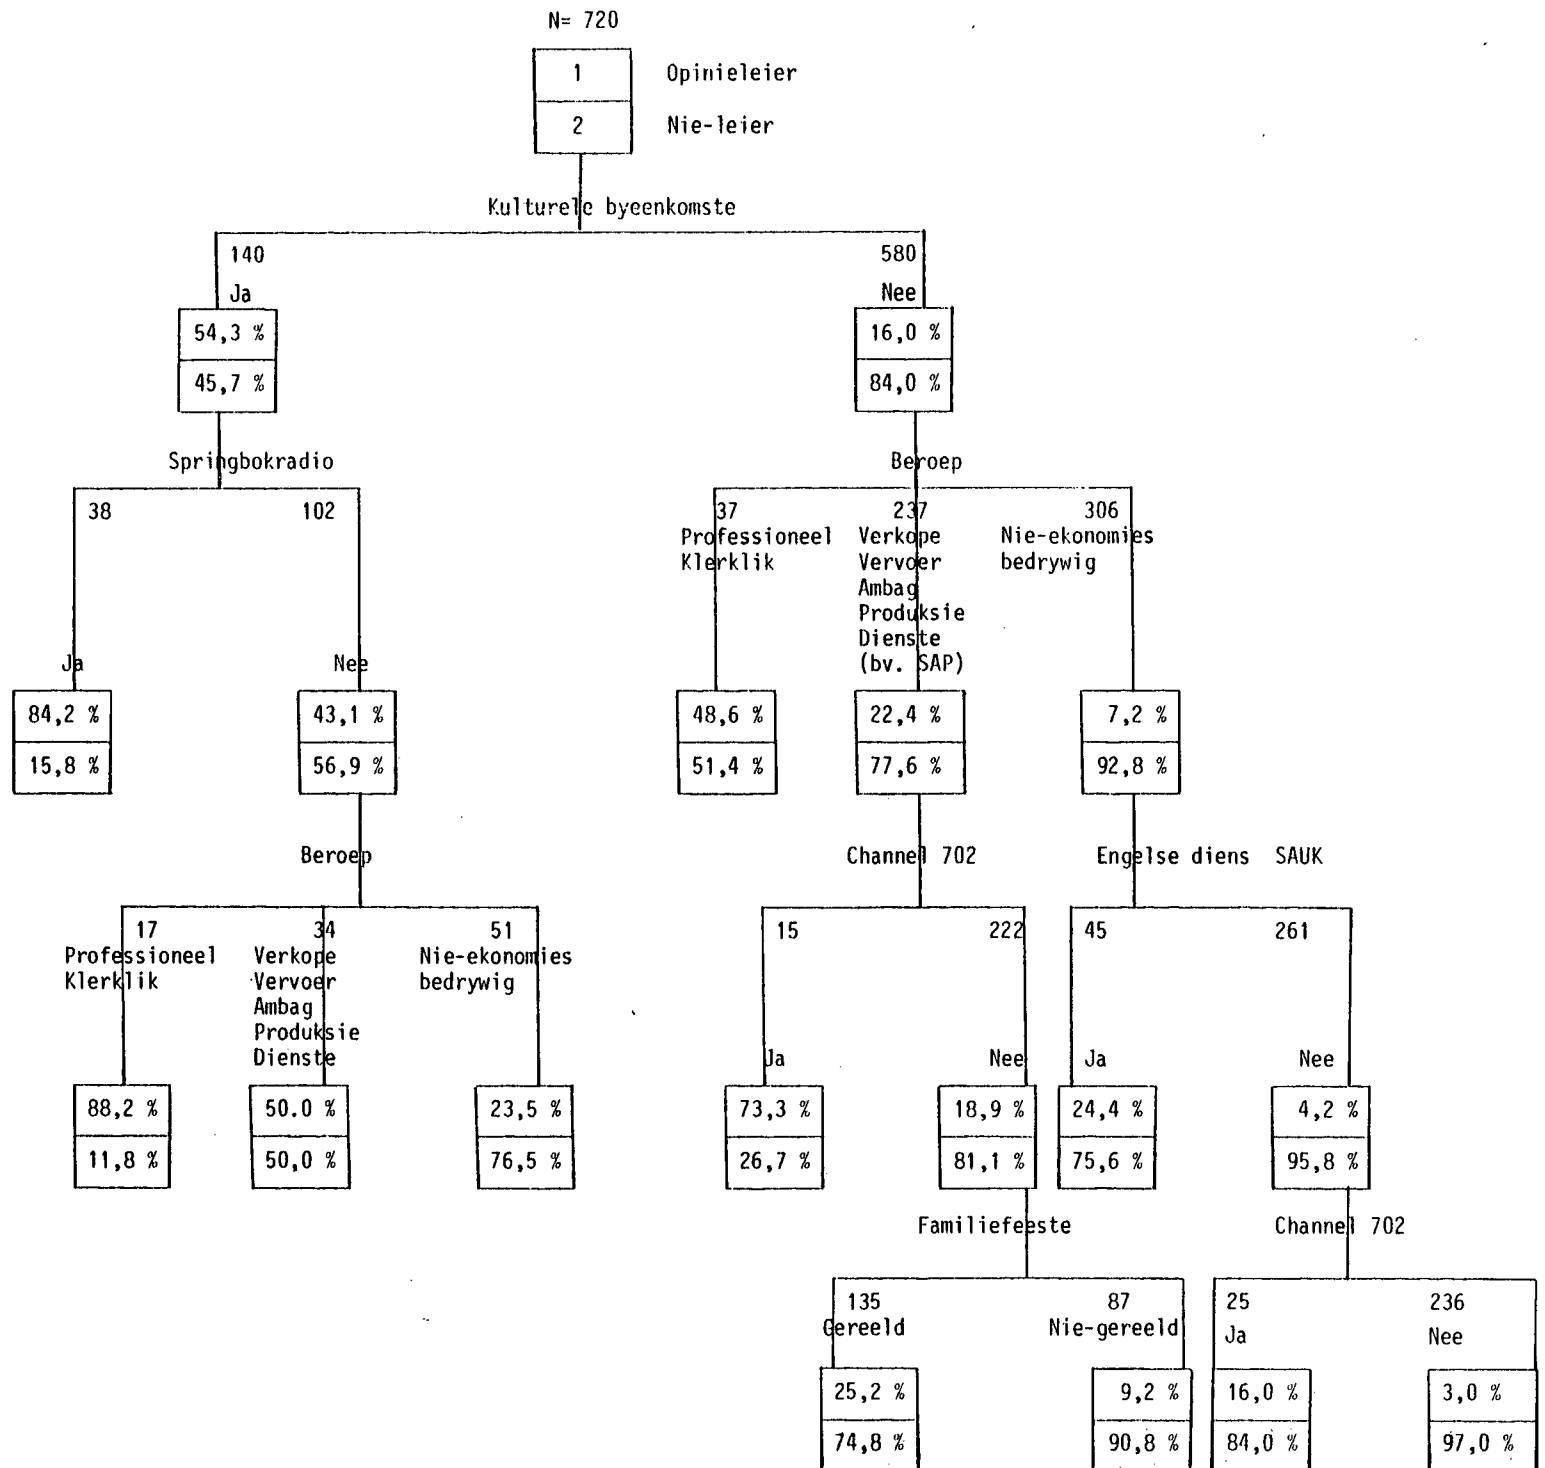 N= 720
1 Opinieleier
2 Nie-leier
Kulturele byeenkomste
140 580
Ja Nee
54,3 % 16,0 %
45,7 % 84,0 %
Springbokradio Beroep
38 102 37 237 306
Professioneel Verkope Nie-ekonomies
Klerklik Vervoer bedrywig
Ambag
Produksie
Dienste
Ja Nee (bv. SAP)
84,2 % 43,1 % 48,6 % 22,4 % 7,2 %
15,8 % 56,9 % 51,4 % 77,6 % 92,8 %
Beroep Channel 702 Engelse diens SAUK
17 34 51 15 222 45 261
Professioneel Verkope Nie-ekonomies
Klerklik Vervoer bedrywig
Ambag
Produksie
Dienste Ja Nee Ja Nee
88,2 % 50.0 % 23,5 % 73,3 % 18,9 % 24,4 % 4,2 %
11,8 % 50,0 % 76,5 % 26,7 % 81,1 % 75,6 % 95,8 %
Familiefeeste Channel 702
135 87 25 236
Gereeld Nie-gereeld Ja Nee
25,2 % 9,2 % 16,0 % 3,0 %
74,8 % 90,8 % 84,0 % 97,0 %